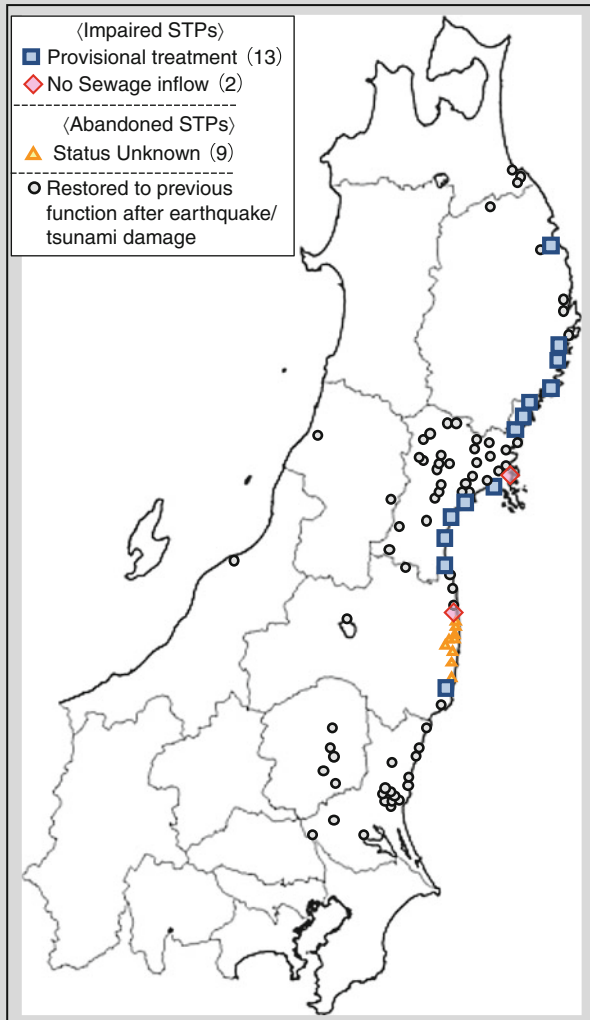 〈Impaired STPs〉
Provisional treatment (13)
No Sewage inflow (2)
〈Abandoned STPs〉
Status Unknown (9)
Restored to previous
function after earthquake/
tsunami damage